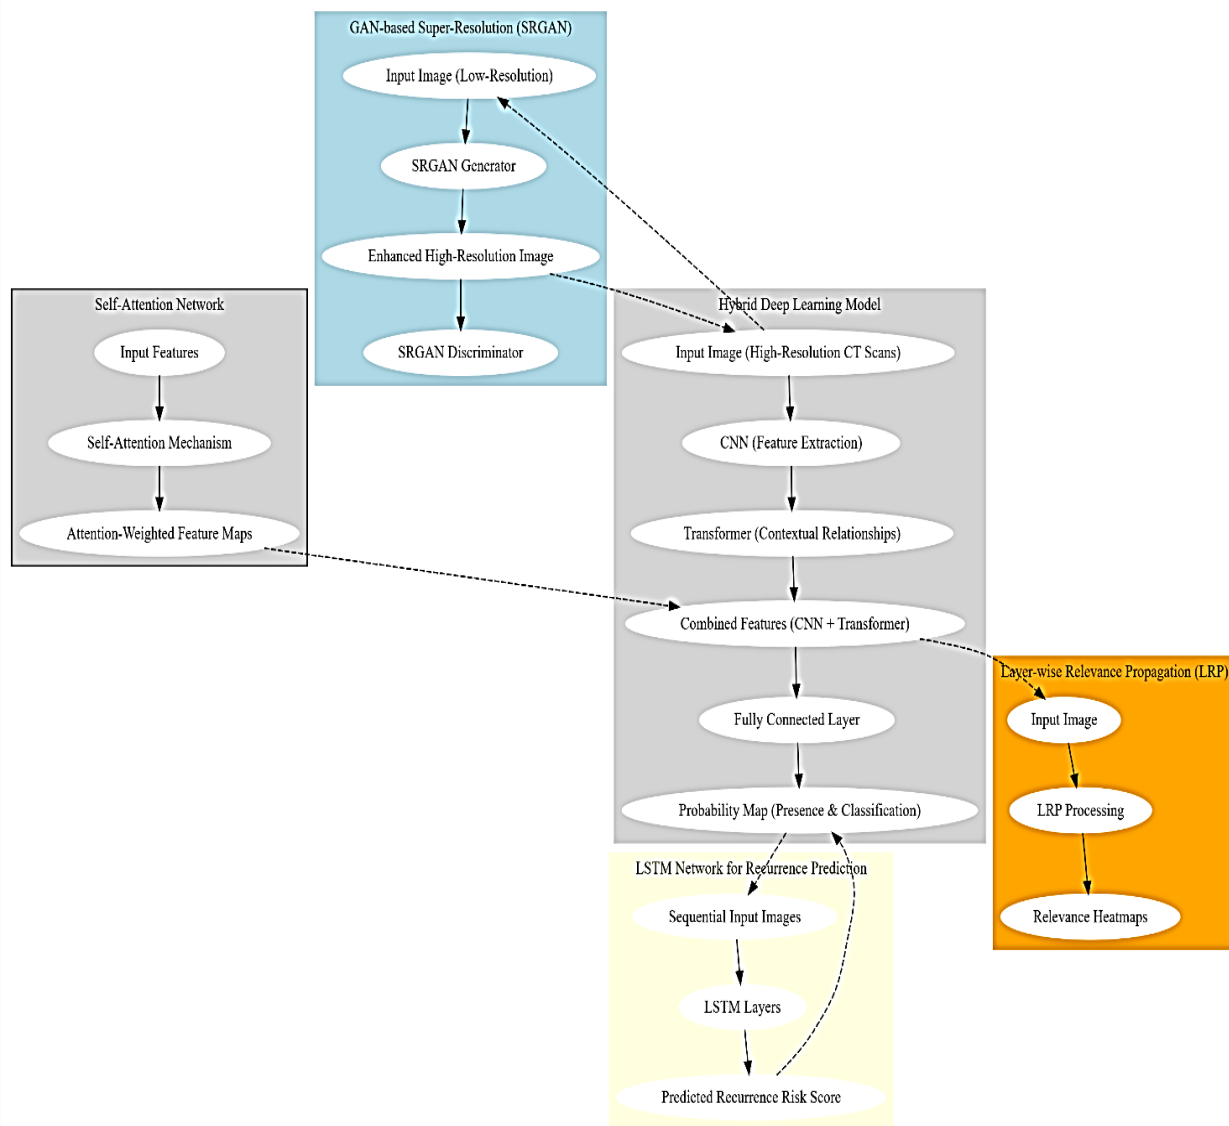 GAN-based Super-Resolution (SRGAN)
Input Image (Low-Resolution)
SRGAN Generator
Enhanced High-Resolution Image
SRGAN Discriminator
Self-Attention Network
Input Features
Self-Attention Mechanism
Attention-Weighted Feature Maps
Hybrid Deep Learning Model
Input Image (High-Resolution CT Scans)
CNN (Feature Extraction)
Transformer (Contextual Relationships)
Combined Features (CNN + Transformer)
Fully Connected Layer
Probability Map (Presence & Classification)
Layer-wise Relevance Propagation (LRP)
Input Image
LRP Processing
Relevance Heatmaps
LSTM Network for Recurrence Prediction
Sequential Input Images
LSTM Layers
Predicted Recurrence Risk Score